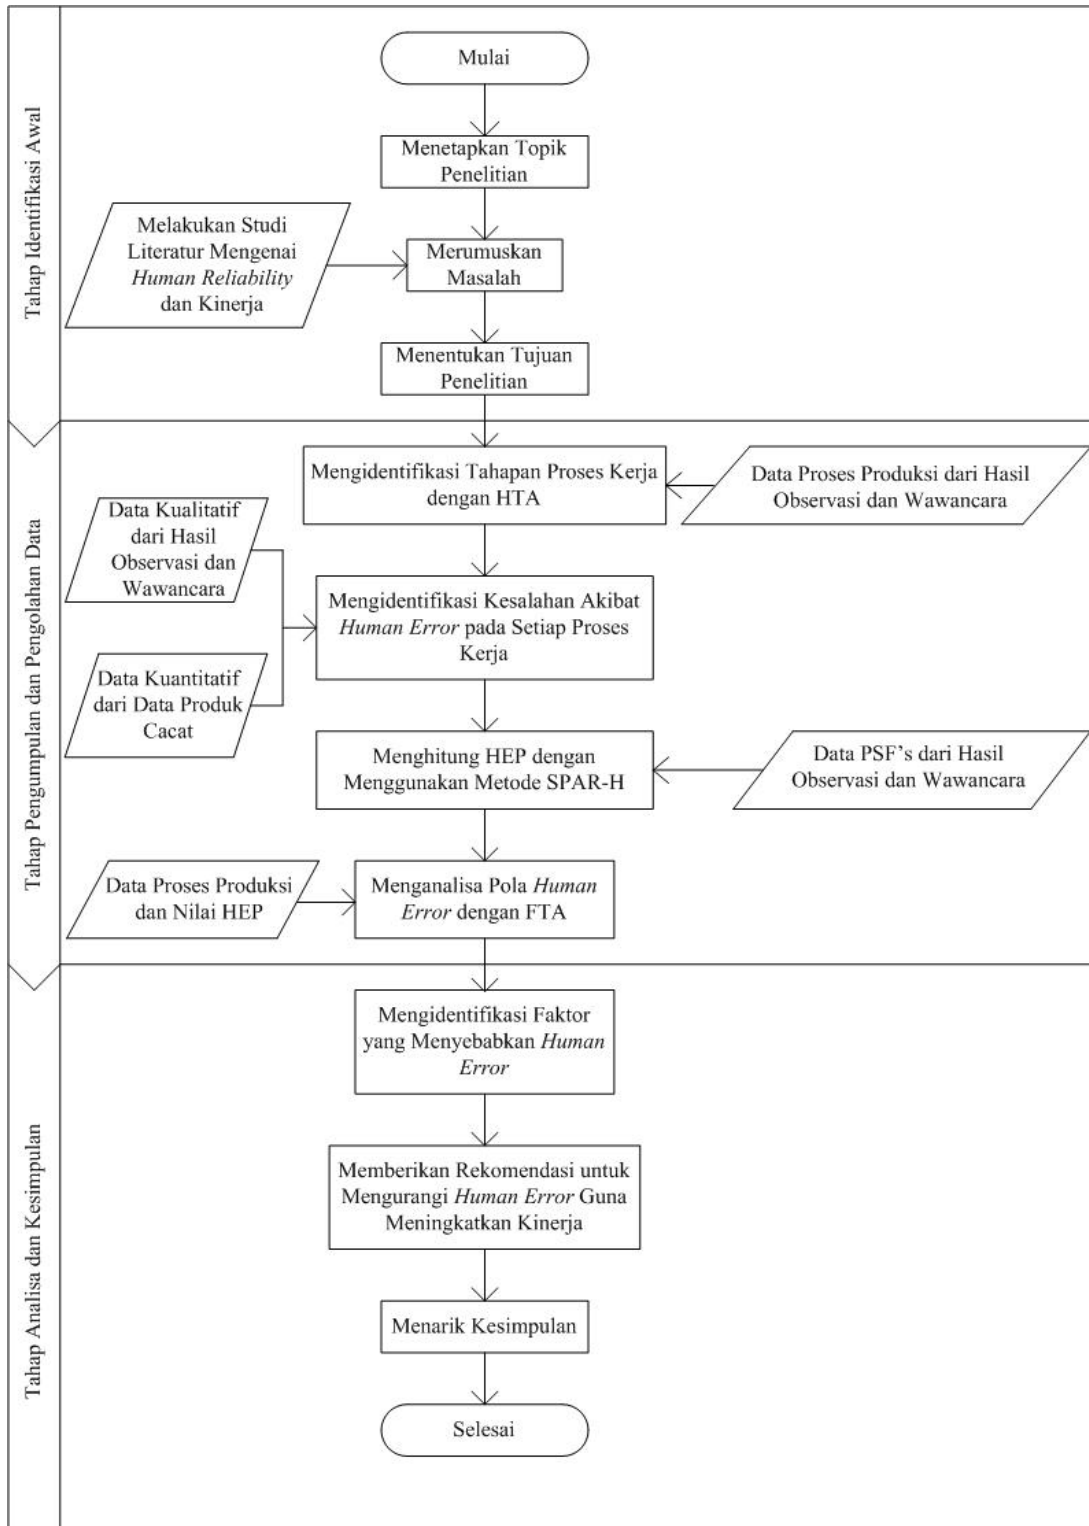 Tahap Identifikasi Awal
Mulai
Menetapkan Topik
Penelitian
Melakukan Studi
Literatur Mengenai
Human Reliability
dan Kinerja
Merumuskan
Masalah
Menentukan Tujuan
Penelitian
Tahap Pengumpulan dan Pengolahan Data
Mengidentifikasi Tahapan Proses Kerja
dengan HTA
Data Proses Produksi dari Hasil
Observasi dan Wawancara
Data Kualitatif
dari Hasil
Observasi dan
Wawancara
Mengidentifikasi Kesalahan Akibat
Human Error pada Setiap Proses
Kerja
Data Kuantitatif
dari Data Produk
Cacat
Menghitung HEP dengan
Menggunakan Metode SPAR-H
Data PSF's dari Hasil
Observasi dan Wawancara
Data Proses Produksi
dan Nilai HEP
Menganalisa Pola Human
Error dengan FTA
Tahap Analisa dan Kesimpulan
Mengidentifikasi Faktor
yang Menyebabkan Human
Error
Memberikan Rekomendasi untuk
Mengurangi Human Error Guna
Meningkatkan Kinerja
Menarik Kesimpulan
Selesai